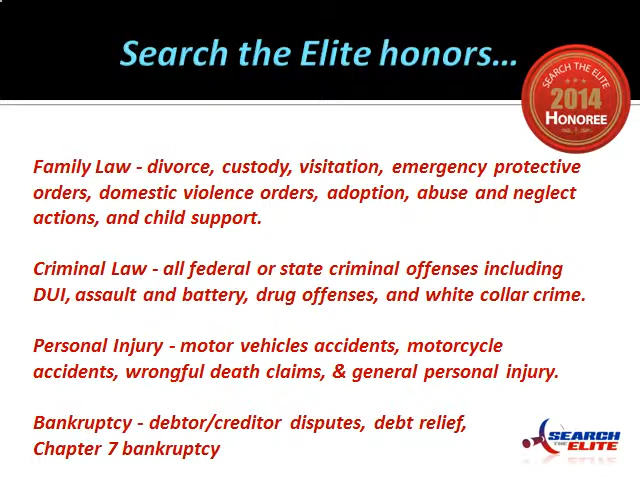 Search the Elite honors...
SEARCH THE ELITE
2014
HONOREE
Family Law - divorce, custody, visitation, emergency protective
orders, domestic violence orders, adoption, abuse and neglect
actions, and child support.
Criminal Law - all federal or state criminal offenses including
DUI, assault and battery, drug offenses, and white collar crime.
Personal Injury - motor vehicles accidents, motorcycle
accidents, wrongful death claims, & general personal injury.
Bankruptcy - debtor/creditor disputes, debt relief,
Chapter 7 bankruptcy
SEARCH
THE ELITE